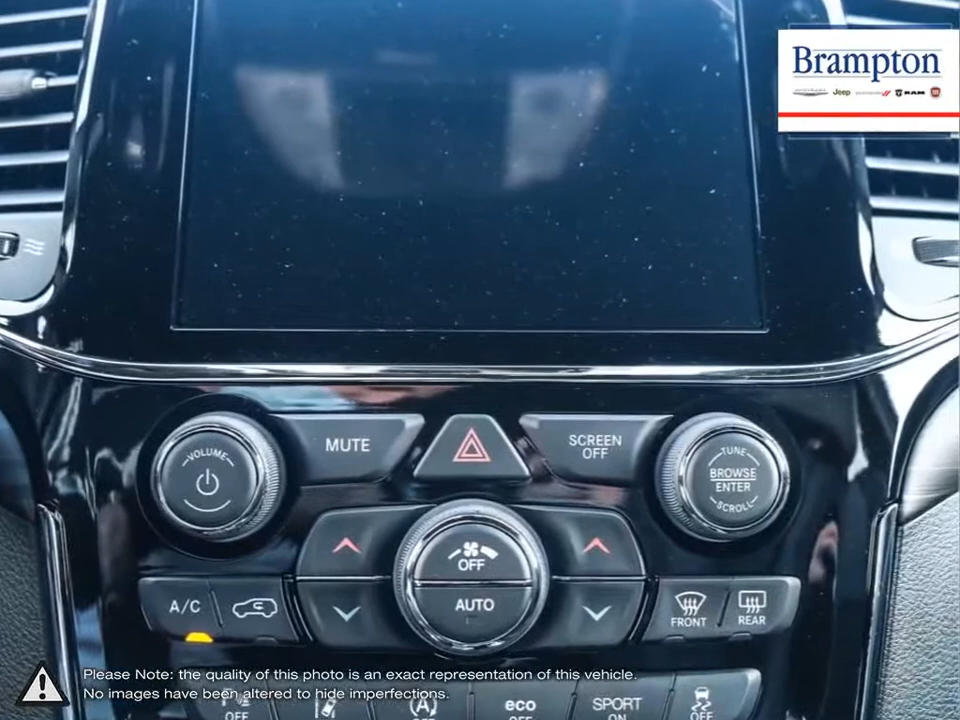 Brampton
Jeep
RAM
MUTE
SCREEN
OFF
VOLUME
TUNE
BROWSE
ENTER
SCROLL
OFF
AUTO
A/C
FRONT
REAR
Please Note: the quality of this photo is an exact representation of this vehicle.
No images have been altered to hide imperfections.
OFF
eco
OFF
SPORT
ON
OFF